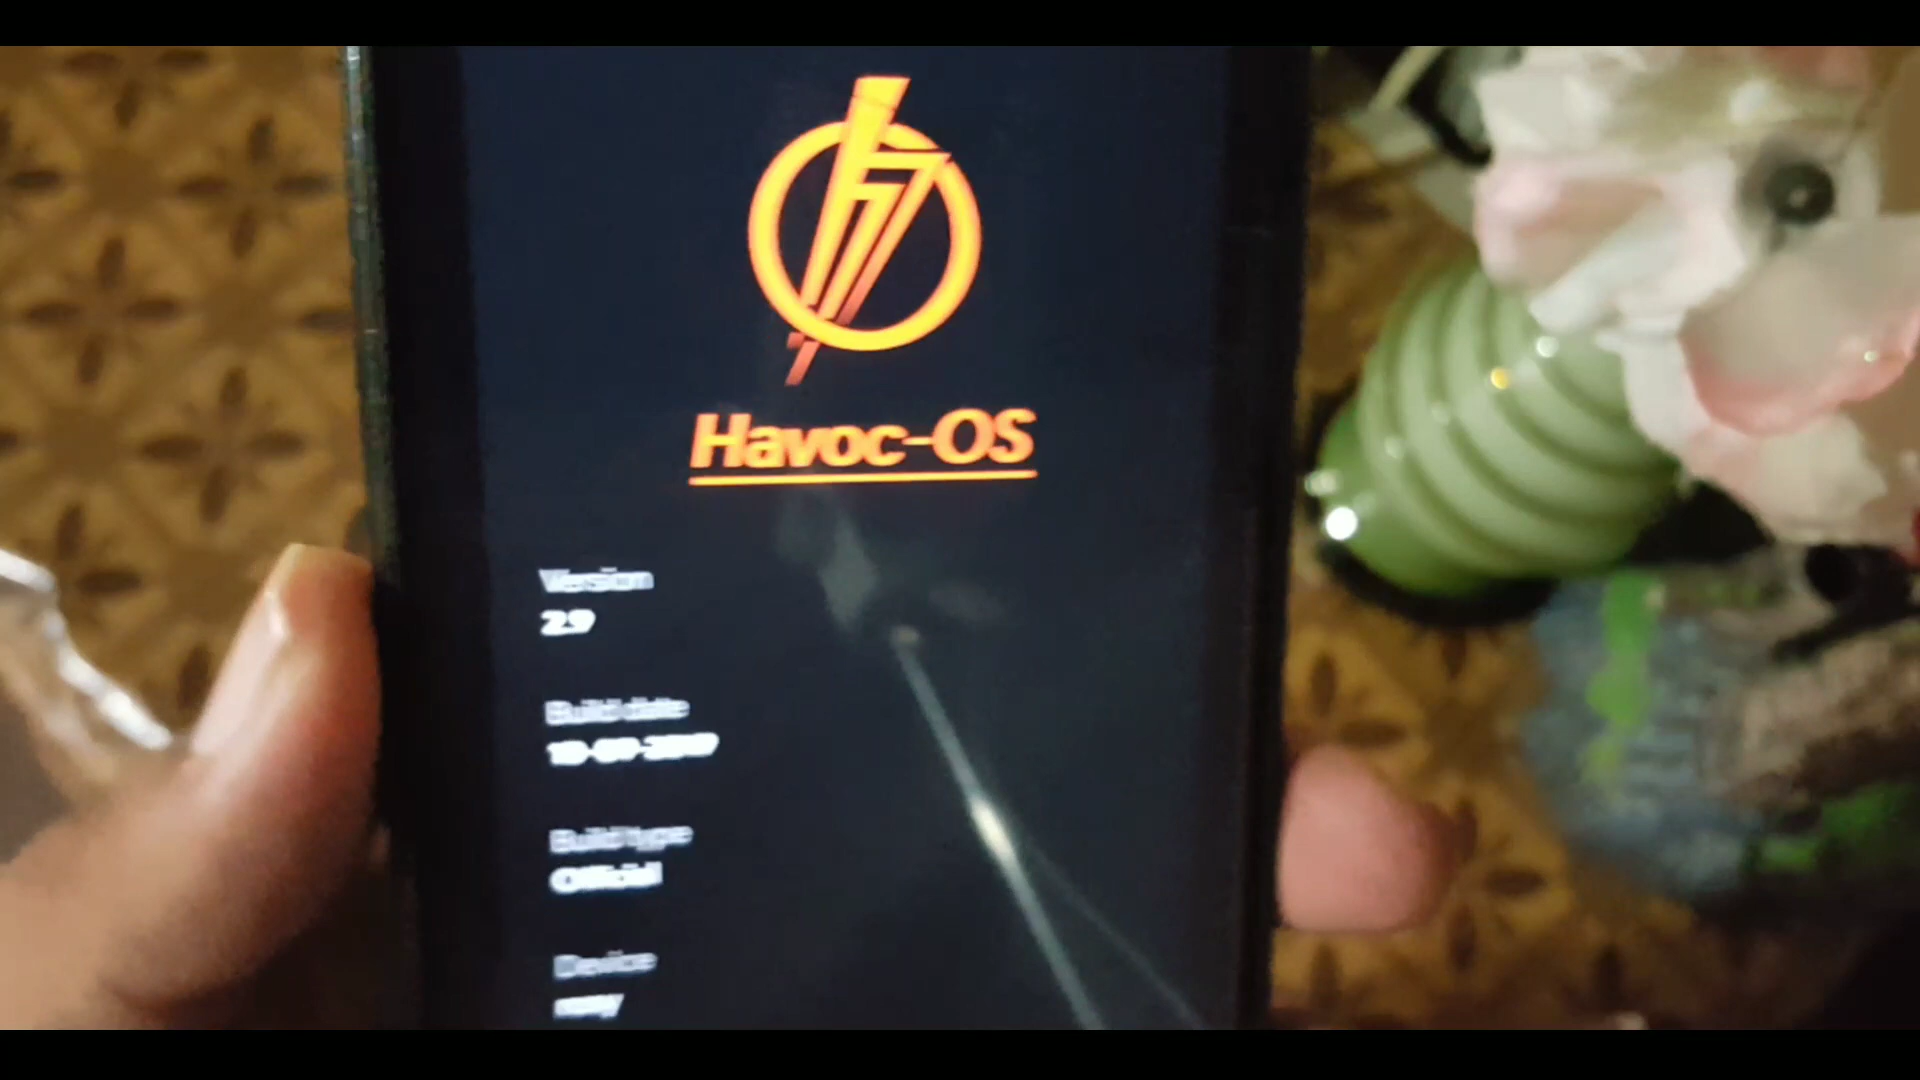 Havoc-OS
Version
2.9
Build date
Build type
Official
Device